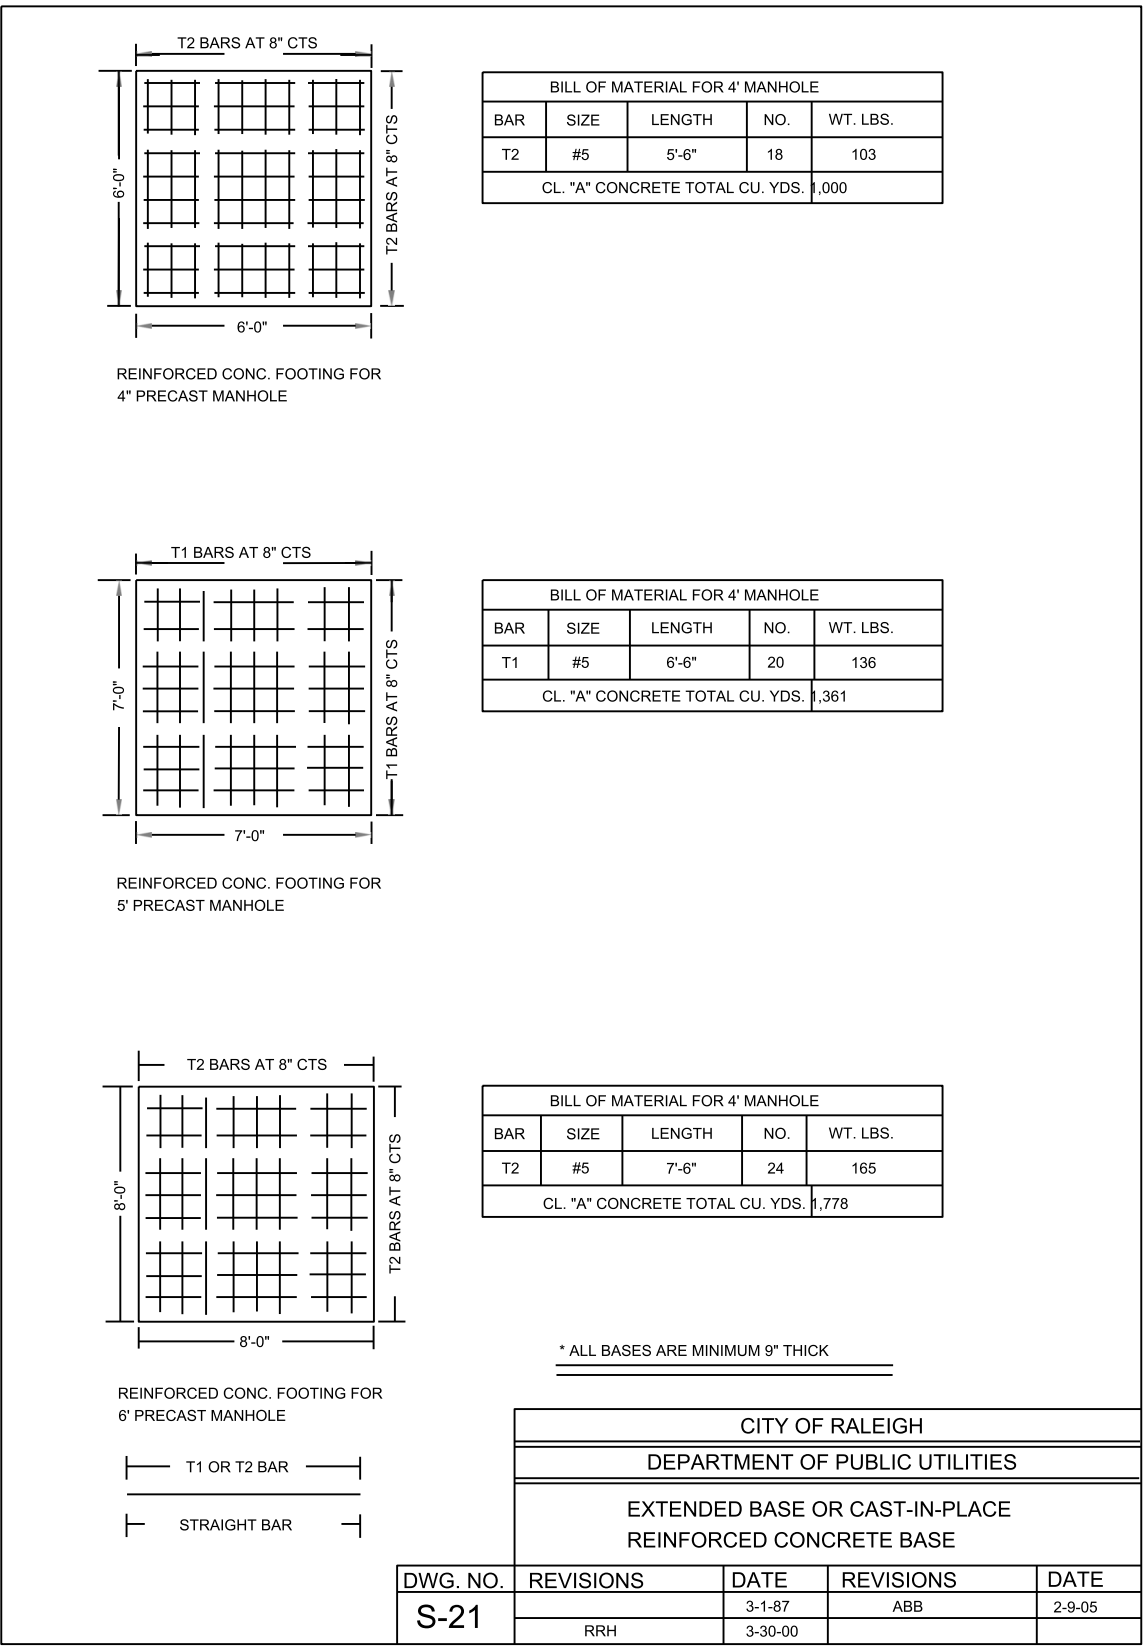 T2 BARS AT 8" CTS
6'-0"
T2 BARS AT 8" CTS
6'-0"
REINFORCED CONC. FOOTING FOR
4" PRECAST MANHOLE
BILL OF MATERIAL FOR 4' MANHOLE
BAR SIZE LENGTH NO. WT. LBS.
T2 #5 5'-6" 18 103
CL. "A" CONCRETE TOTAL CU. YDS. 1,000
T1 BARS AT 8" CTS
7'-0"
T1 BARS AT 8" CTS
7'-0"
REINFORCED CONC. FOOTING FOR
5' PRECAST MANHOLE
BILL OF MATERIAL FOR 4' MANHOLE
BAR SIZE LENGTH NO. WT. LBS.
T1 #5 6'-6" 20 136
CL. "A" CONCRETE TOTAL CU. YDS. 1,361
T2 BARS AT 8" CTS
8'-0"
T2 BARS AT 8" CTS
8'-0"
REINFORCED CONC. FOOTING FOR
6' PRECAST MANHOLE
BILL OF MATERIAL FOR 4' MANHOLE
BAR SIZE LENGTH NO. WT. LBS.
T2 #5 7'-6" 24 165
CL. "A" CONCRETE TOTAL CU. YDS. 1,778
* ALL BASES ARE MINIMUM 9" THICK
T1 OR T2 BAR
STRAIGHT BAR
CITY OF RALEIGH
DEPARTMENT OF PUBLIC UTILITIES
EXTENDED BASE OR CAST-IN-PLACE
REINFORCED CONCRETE BASE
DWG. NO. REVISIONS DATE REVISIONS DATE
S-21
3-1-87 ABB 2-9-05
RRH 3-30-00